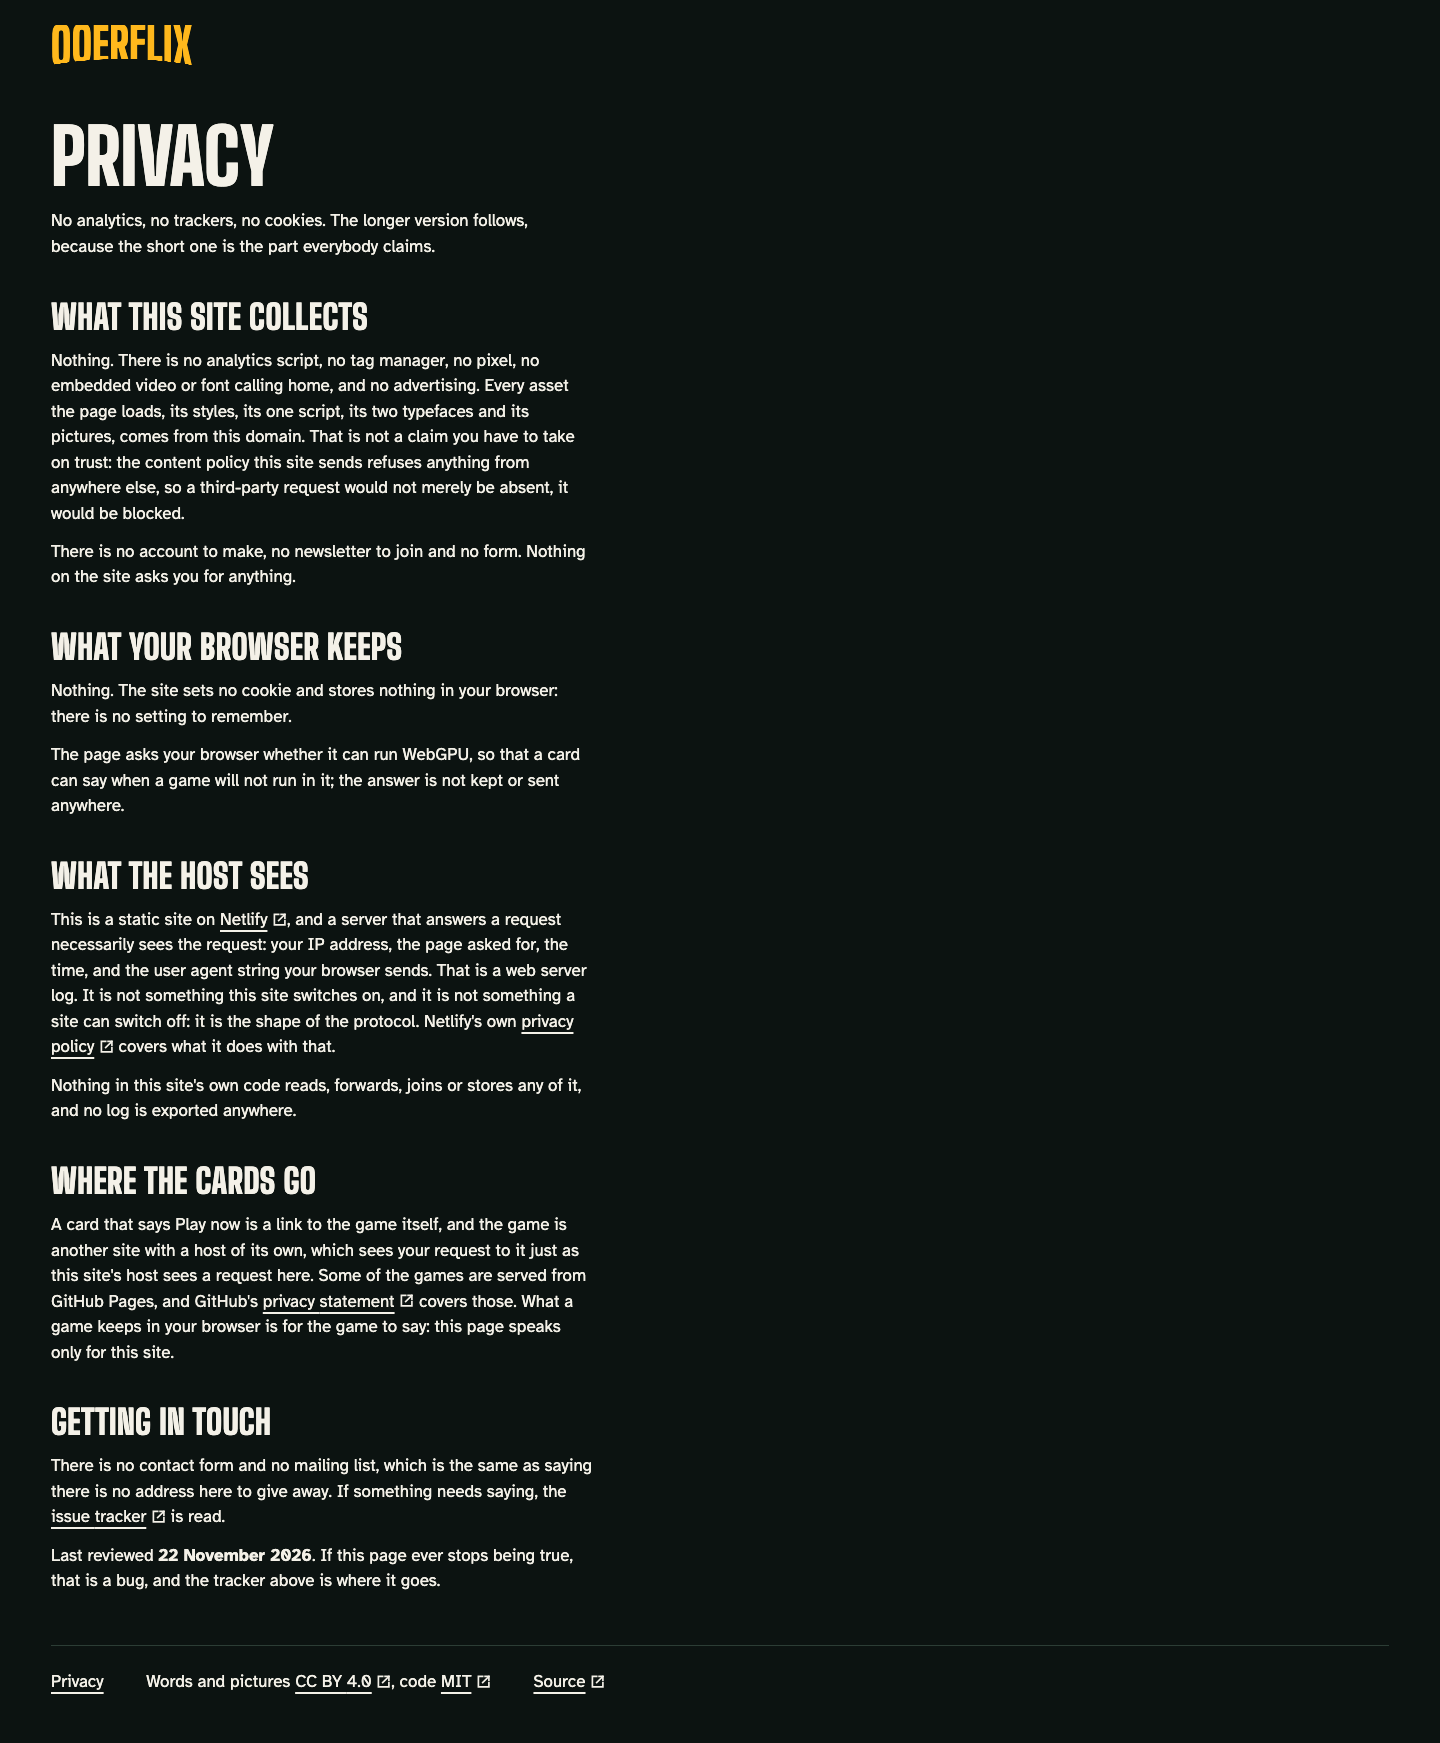 OOERFLIX
PRIVACY
No analytics, no trackers, no cookies. The longer version follows,
because the short one is the part everybody claims.
WHAT THIS SITE COLLECTS
Nothing. There is no analytics script, no tag manager, no pixel, no
embedded video or font calling home, and no advertising. Every asset
the page loads, its styles, its one script, its two typefaces and its
pictures, comes from this domain. That is not a claim you have to take
on trust: the content policy this site sends refuses anything from
anywhere else, so a third-party request would not merely be absent, it
would be blocked.
There is no account to make, no newsletter to join and no form. Nothing
on the site asks you for anything.
WHAT YOUR BROWSER KEEPS
Nothing. The site sets no cookie and stores nothing in your browser:
there is no setting to remember.
The page asks your browser whether it can run WebGPU, so that a card
can say when a game will not run in it; the answer is not kept or sent
anywhere.
WHAT THE HOST SEES
This is a static site on Netlify, and a server that answers a request
necessarily sees the request: your IP address, the page asked for, the
time, and the user agent string your browser sends. That is a web server
log. It is not something this site switches on, and it is not something a
site can switch off: it is the shape of the protocol. Netlify's own privacy
policy covers what it does with that.
Nothing in this site's own code reads, forwards, joins or stores any of it,
and no log is exported anywhere.
WHERE THE CARDS GO
A card that says Play now is a link to the game itself, and the game is
another site with a host of its own, which sees your request to it just as
this site's host sees a request here. Some of the games are served from
GitHub Pages, and GitHub's privacy statement covers those. What a
game keeps in your browser is for the game to say: this page speaks
only for this site.
GETTING IN TOUCH
There is no contact form and no mailing list, which is the same as saying
there is no address here to give away. If something needs saying, the
issue tracker is read.
Last reviewed 22 November 2026. If this page ever stops being true,
that is a bug, and the tracker above is where it goes.
Privacy Words and pictures CC BY 4.0, code MIT Source